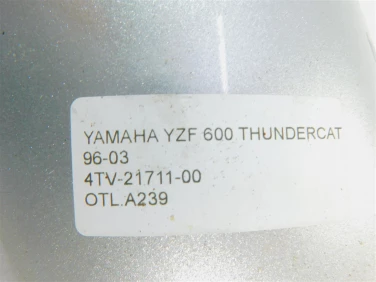 YAMAHA YZF 600 THUNDERCAT
96-03
4TV-21711-00
OTL.A239